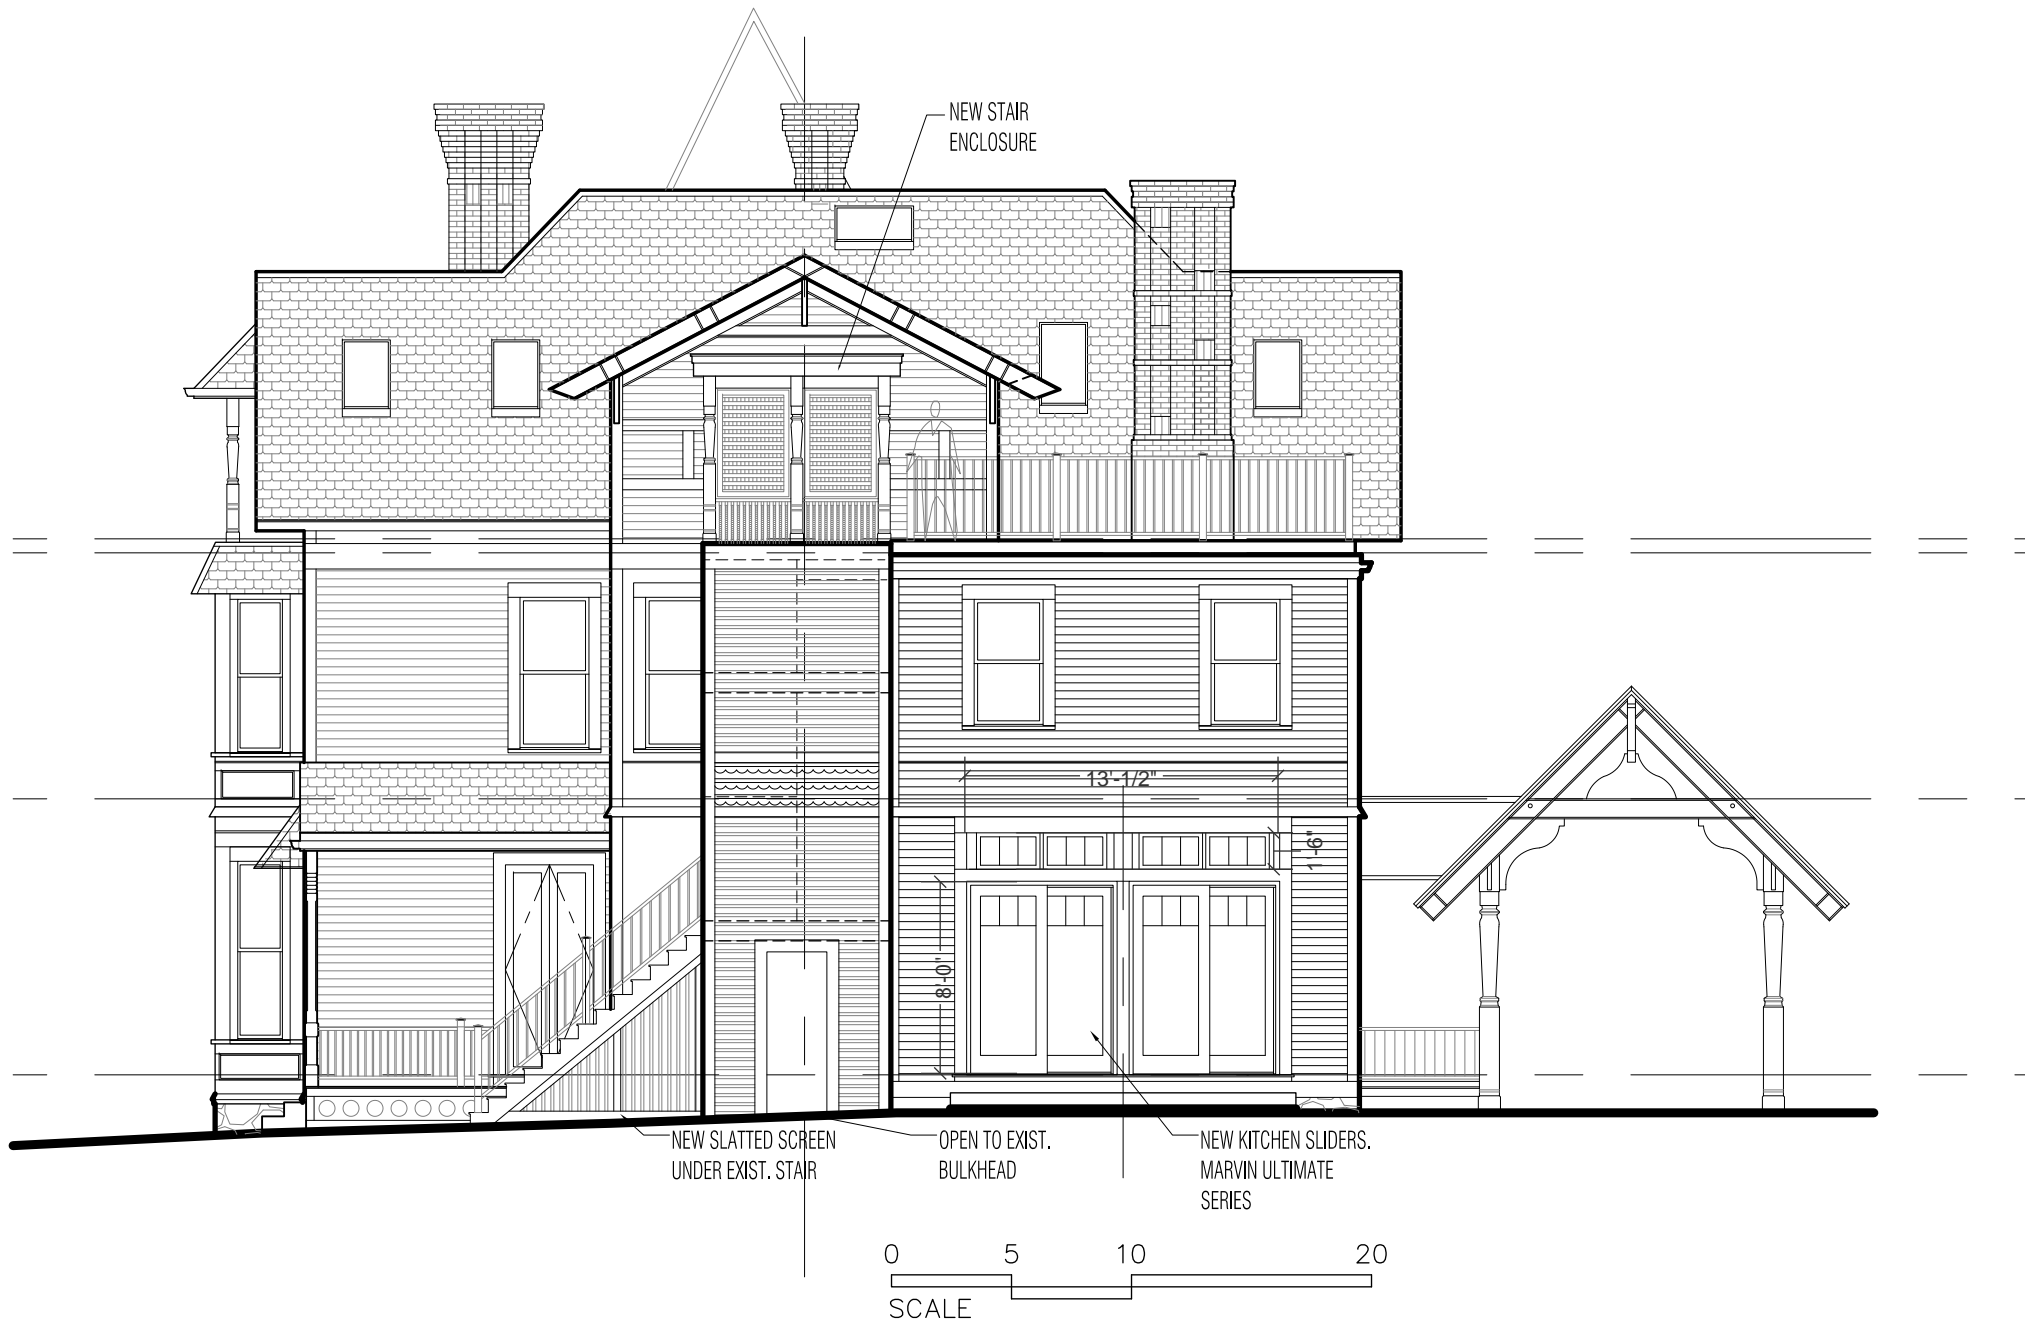 NEW STAIR
ENCLOSURE
13'-1/2"
1'-6"
8'-0"
NEW SLATTED SCREEN
UNDER EXIST. STAIR
OPEN TO EXIST.
BULKHEAD
NEW KITCHEN SLIDERS.
MARVIN ULTIMATE
SERIES
0 5 10 20
SCALE